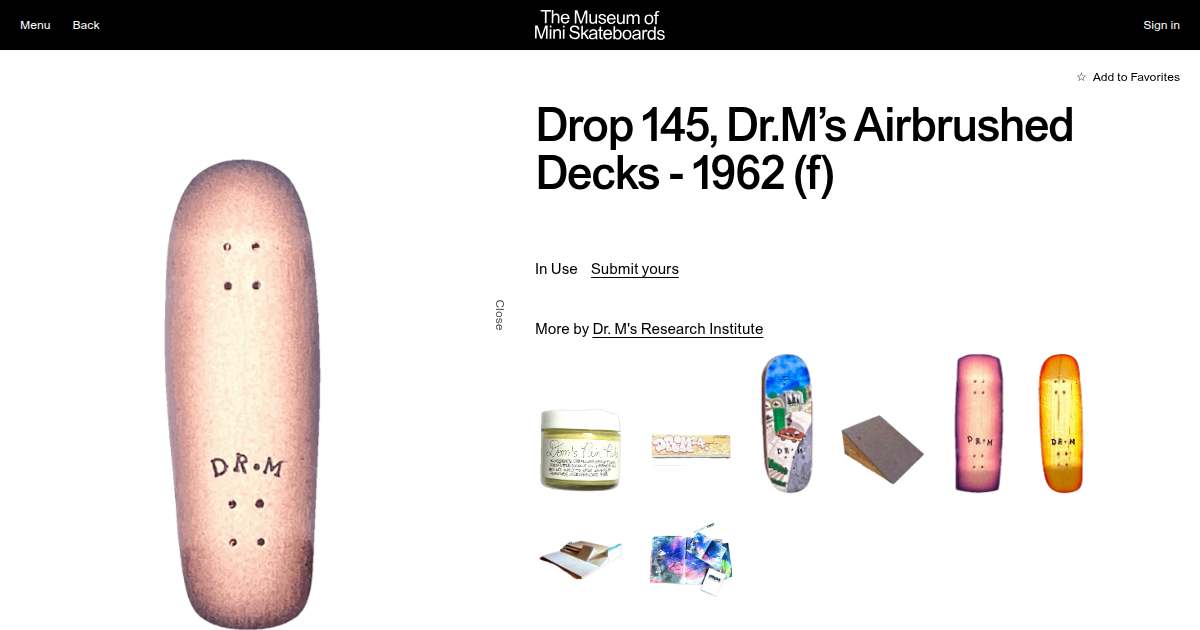 Menu
Back
The Museum of
Mini Skateboards
Sign in
☆ Add to Favorites
Drop 145, Dr.M’s Airbrushed
Decks - 1962 (f)
In Use
Submit yours
Close
More by Dr. M's Research Institute
DR•M
DR•M
DR•M
DR•M